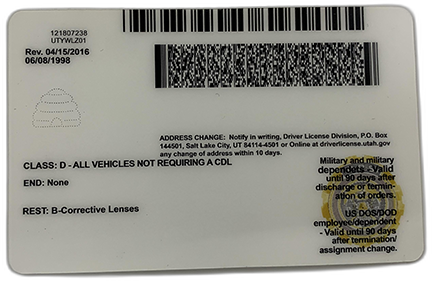 121807238
UTYWLZ01
Rev. 04/15/2016
06/08/1998
ADDRESS CHANGE: Notify in writing, Driver License Division, P.O. Box
144501, Salt Lake City, UT 84114-4501 or Online at driverlicense.utah.gov
any change of address within 10 days.
CLASS: D - ALL VEHICLES NOT REQUIRING A CDL
END: None
REST: B-Corrective Lenses
Military and military
dependets - Valid
until 90 days after
discharge or termin-
ation of orders.
US DOS/DOD
employee/dependent
- Valid until 90 days
after termination/
assignment change.